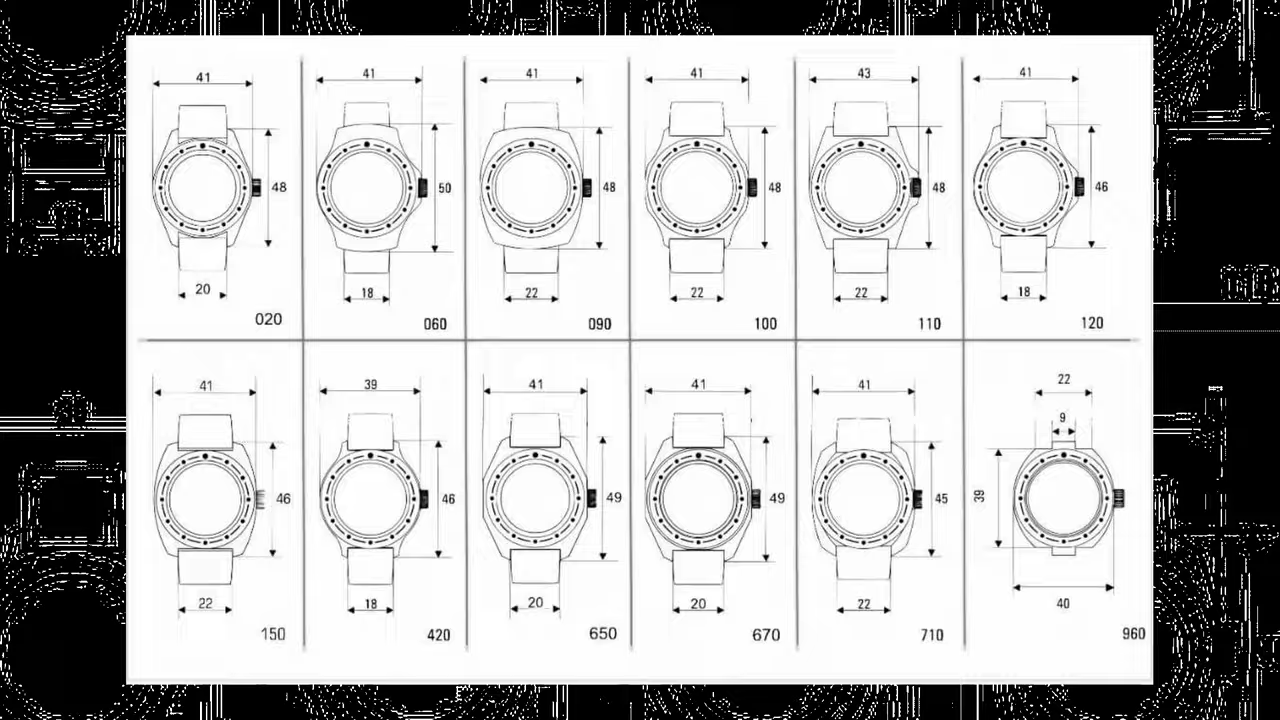 41 41 41 41 43 41
48 50 48 48 48 46
20 18 22 22 22 18
020 060 090 100 110 120
41 39 41 41 41 22
9
46 46 49 49 45 39
22 18 20 20 22 40
150 420 650 670 710 960